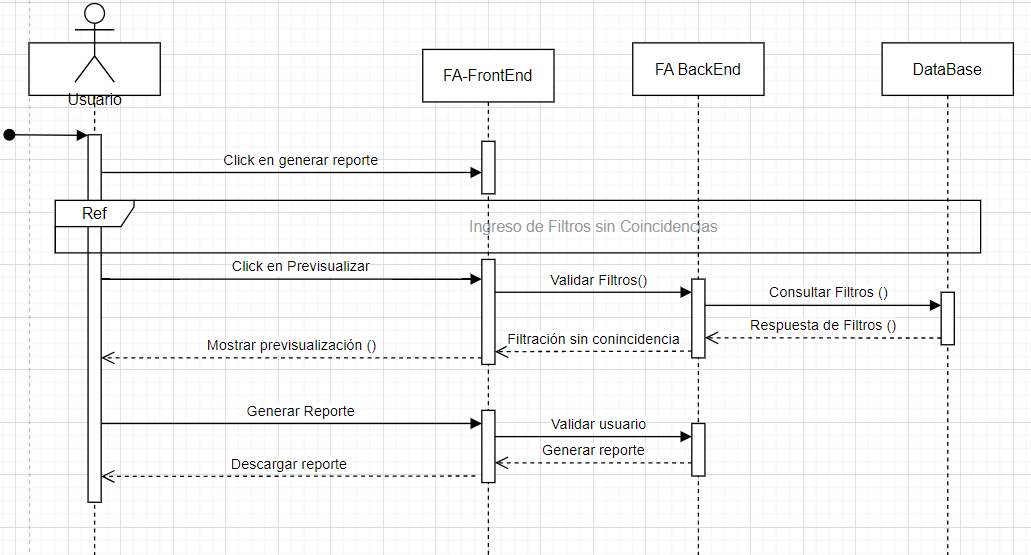 Usuario
FA-FrontEnd
FA BackEnd
DataBase
Click en generar reporte
Ref
Ingreso de Filtros sin Coincidencias
Click en Previsualizar
Validar Filtros()
Consultar Filtros ()
Respuesta de Filtros ()
Filtración sin conincidencia
Mostrar previsualización ()
Generar Reporte
Validar usuario
Generar reporte
Descargar reporte